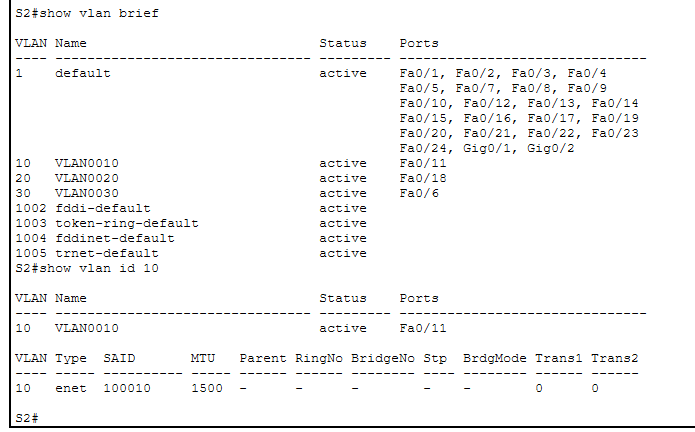 S2#show vlan brief
VLAN Name                             Status    Ports
---- -------------------------------- --------- -------------------------------
1    default                          active    Fa0/1, Fa0/2, Fa0/3, Fa0/4
                                                Fa0/5, Fa0/7, Fa0/8, Fa0/9
                                                Fa0/10, Fa0/12, Fa0/13, Fa0/14
                                                Fa0/15, Fa0/16, Fa0/17, Fa0/19
                                                Fa0/20, Fa0/21, Fa0/22, Fa0/23
                                                Fa0/24, Gig0/1, Gig0/2
10   VLAN0010                         active    Fa0/11
20   VLAN0020                         active    Fa0/18
30   VLAN0030                         active    Fa0/6
1002 fddi-default                     active
1003 token-ring-default               active
1004 fddinet-default                  active
1005 trnet-default                    active
S2#show vlan id 10
VLAN Name                             Status    Ports
---- -------------------------------- --------- -------------------------------
10   VLAN0010                         active    Fa0/11
VLAN Type  SAID       MTU   Parent RingNo BridgeNo Stp  BrdgMode Trans1 Trans2
---- ----- ---------- ----- ------ ------ -------- ---- -------- ------ ------
10   enet  100010     1500  -      -      -        -    -        0      0
S2#